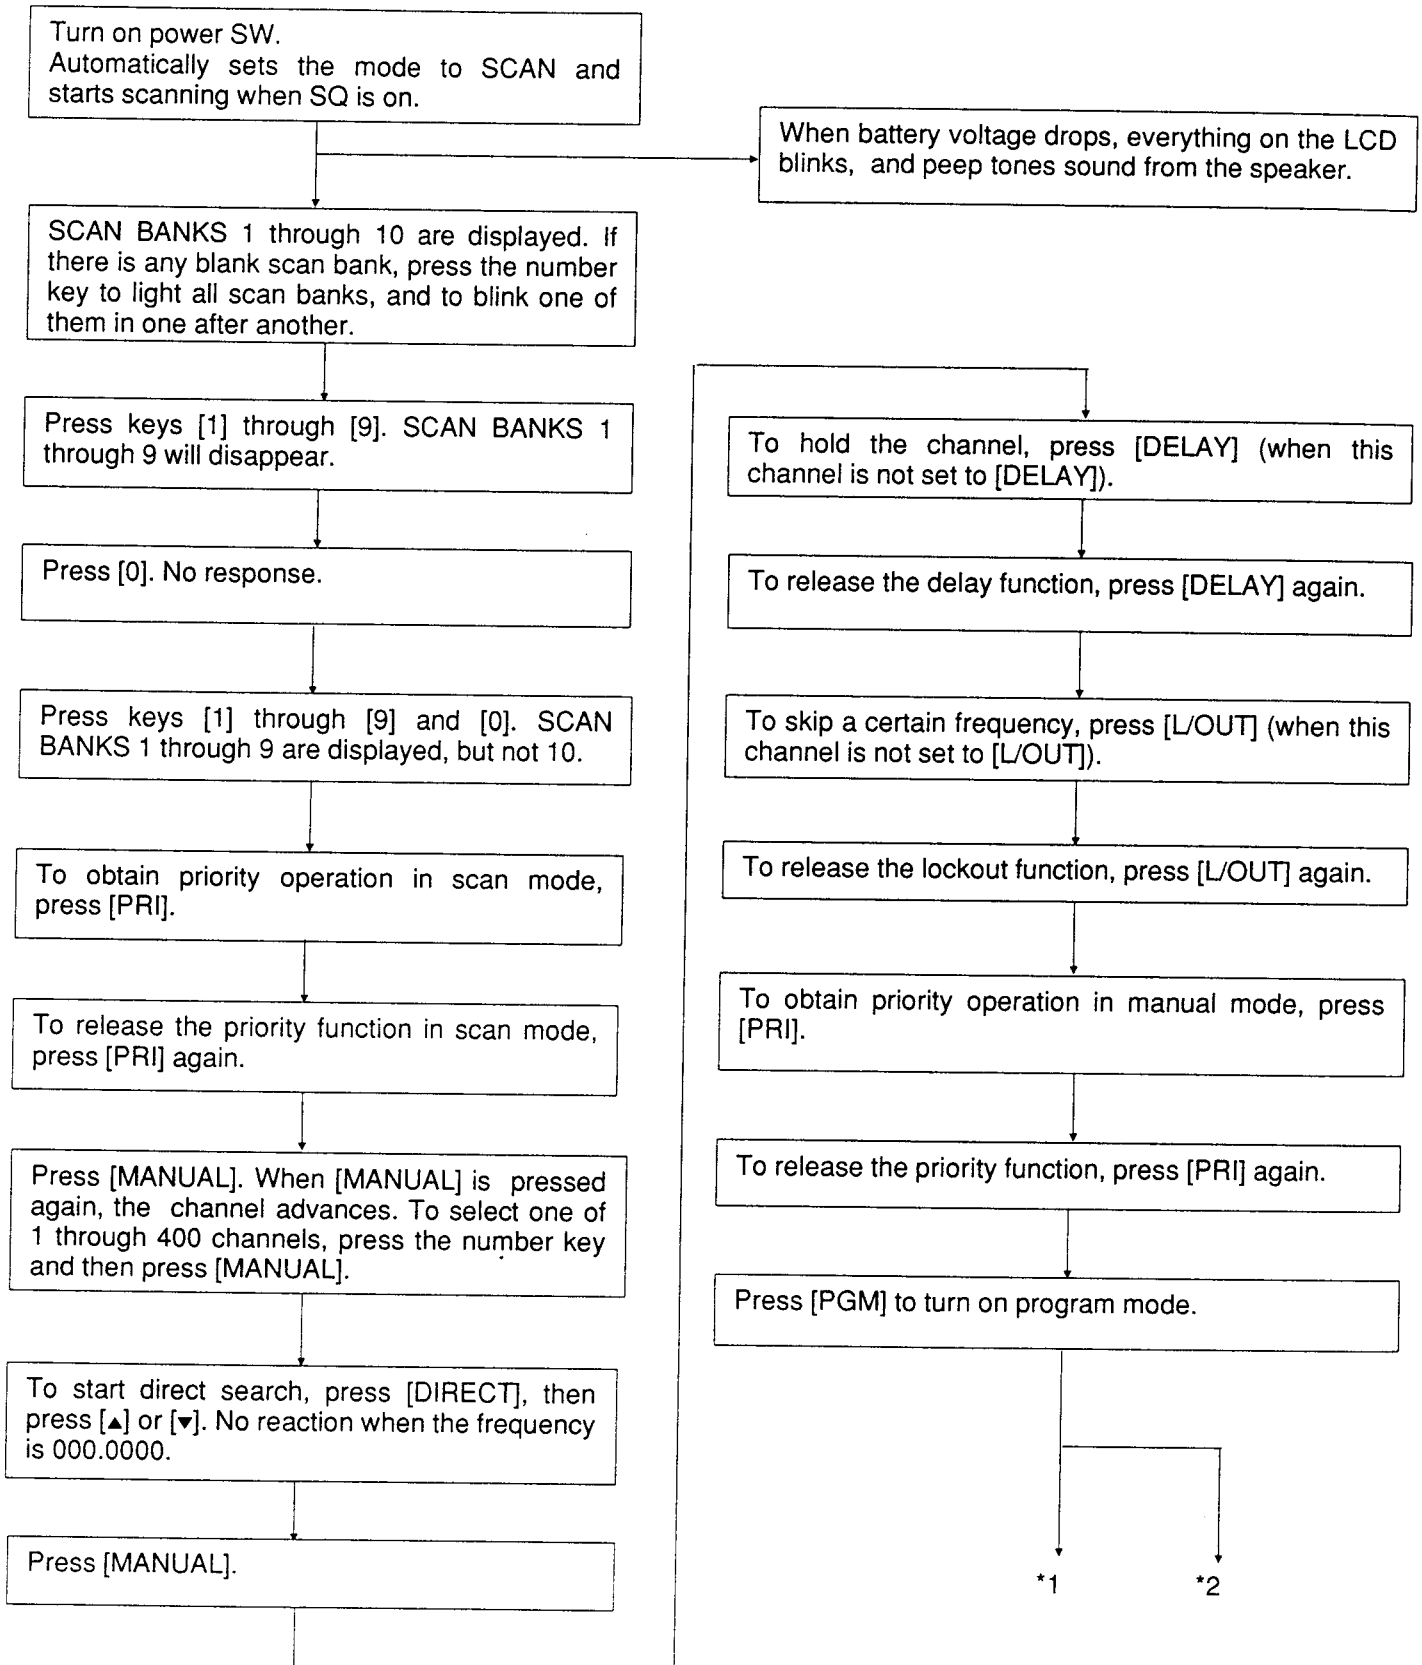 Turn on power SW.
Automatically sets the mode to SCAN and
starts scanning when SQ is on.
When battery voltage drops, everything on the LCD
blinks, and peep tones sound from the speaker.
SCAN BANKS 1 through 10 are displayed. If
there is any blank scan bank, press the number
key to light all scan banks, and to blink one of
them in one after another.
Press keys [1] through [9]. SCAN BANKS 1
through 9 will disappear.
Press [0]. No response.
Press keys [1] through [9] and [0]. SCAN
BANKS 1 through 9 are displayed, but not 10.
To obtain priority operation in scan mode,
press [PRI].
To release the priority function in scan mode,
press [PRI] again.
Press [MANUAL]. When [MANUAL] is pressed
again, the channel advances. To select one of
1 through 400 channels, press the number key
and then press [MANUAL].
To start direct search, press [DIRECT], then
press [▲] or [▼]. No reaction when the frequency
is 000.0000.
Press [MANUAL].
To hold the channel, press [DELAY] (when this
channel is not set to [DELAY]).
To release the delay function, press [DELAY] again.
To skip a certain frequency, press [L/OUT] (when this
channel is not set to [L/OUT]).
To release the lockout function, press [L/OUT] again.
To obtain priority operation in manual mode, press
[PRI].
To release the priority function, press [PRI] again.
Press [PGM] to turn on program mode.
*1
*2